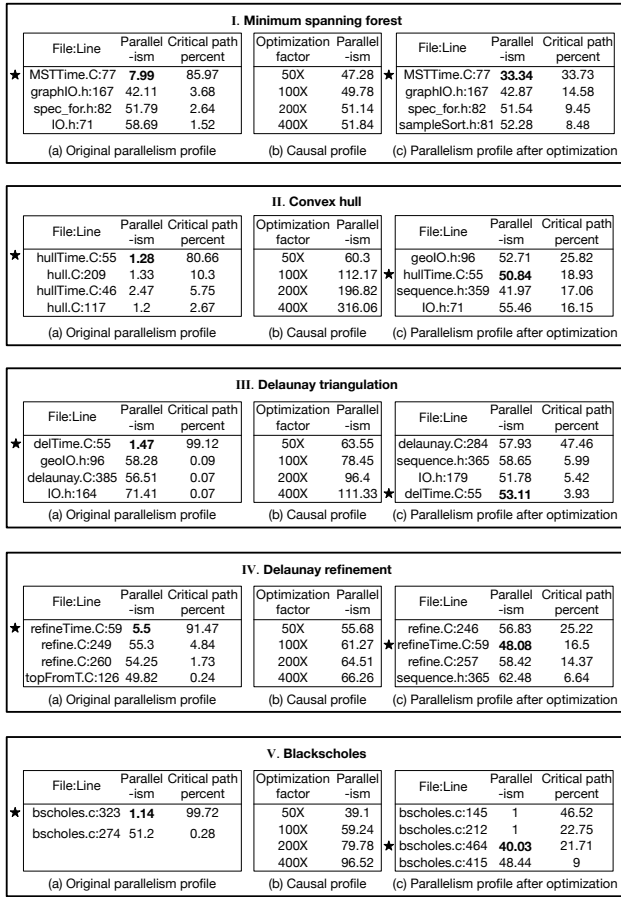 I. Minimum spanning forest
File:Line Parallel-ism Critical path percent
★ MSTTime.C:77 7.99 85.97
graphIO.h:167 42.11 3.68
spec_for.h:82 51.79 2.64
IO.h:71 58.69 1.52
(a) Original parallelism profile
Optimization factor Parallel-ism
50X 47.28
100X 49.78
200X 51.14
400X 51.84
(b) Causal profile
File:Line Parallel-ism Critical path percent
★ MSTTime.C:77 33.34 33.73
graphIO.h:167 42.87 14.58
spec_for.h:82 51.54 9.45
sampleSort.h:81 52.28 8.48
(c) Parallelism profile after optimization
II. Convex hull
File:Line Parallel-ism Critical path percent
★ hullTime.C:55 1.28 80.66
hull.C:209 1.33 10.3
hullTime.C:46 2.47 5.75
hull.C:117 1.2 2.67
(a) Original parallelism profile
Optimization factor Parallel-ism
50X 60.3
100X 112.17
200X 196.82
400X 316.06
(b) Causal profile
File:Line Parallel-ism Critical path percent
geoIO.h:96 52.71 25.82
★ hullTime.C:55 50.84 18.93
sequence.h:359 41.97 17.06
IO.h:71 55.46 16.15
(c) Parallelism profile after optimization
III. Delaunay triangulation
File:Line Parallel-ism Critical path percent
★ delTime.C:55 1.47 99.12
geoIO.h:96 58.28 0.09
delaunay.C:385 56.51 0.07
IO.h:164 71.41 0.07
(a) Original parallelism profile
Optimization factor Parallel-ism
50X 63.55
100X 78.45
200X 96.4
400X 111.33
(b) Causal profile
File:Line Parallel-ism Critical path percent
delaunay.C:284 57.93 47.46
sequence.h:365 58.65 5.99
IO.h:179 51.78 5.42
★ delTime.C:55 53.11 3.93
(c) Parallelism profile after optimization
IV. Delaunay refinement
File:Line Parallel-ism Critical path percent
★ refineTime.C:59 5.5 91.47
refine.C:249 55.3 4.84
refine.C:260 54.25 1.73
topFromT.C:126 49.82 0.24
(a) Original parallelism profile
Optimization factor Parallel-ism
50X 55.68
100X 61.27
200X 64.51
400X 66.26
(b) Causal profile
File:Line Parallel-ism Critical path percent
refine.C:246 56.83 25.22
★ refineTime.C:59 48.08 16.5
refine.C:257 58.42 14.37
sequence.h:365 62.48 6.64
(c) Parallelism profile after optimization
V. Blackscholes
File:Line Parallel-ism Critical path percent
★ bscholes.c:323 1.14 99.72
bscholes.c:274 51.2 0.28
(a) Original parallelism profile
Optimization factor Parallel-ism
50X 39.1
100X 59.24
200X 79.78
400X 96.52
(b) Causal profile
File:Line Parallel-ism Critical path percent
bscholes.c:145 1 46.52
bscholes.c:212 1 22.75
★ bscholes.c:464 40.03 21.71
bscholes.c:415 48.44 9
(c) Parallelism profile after optimization